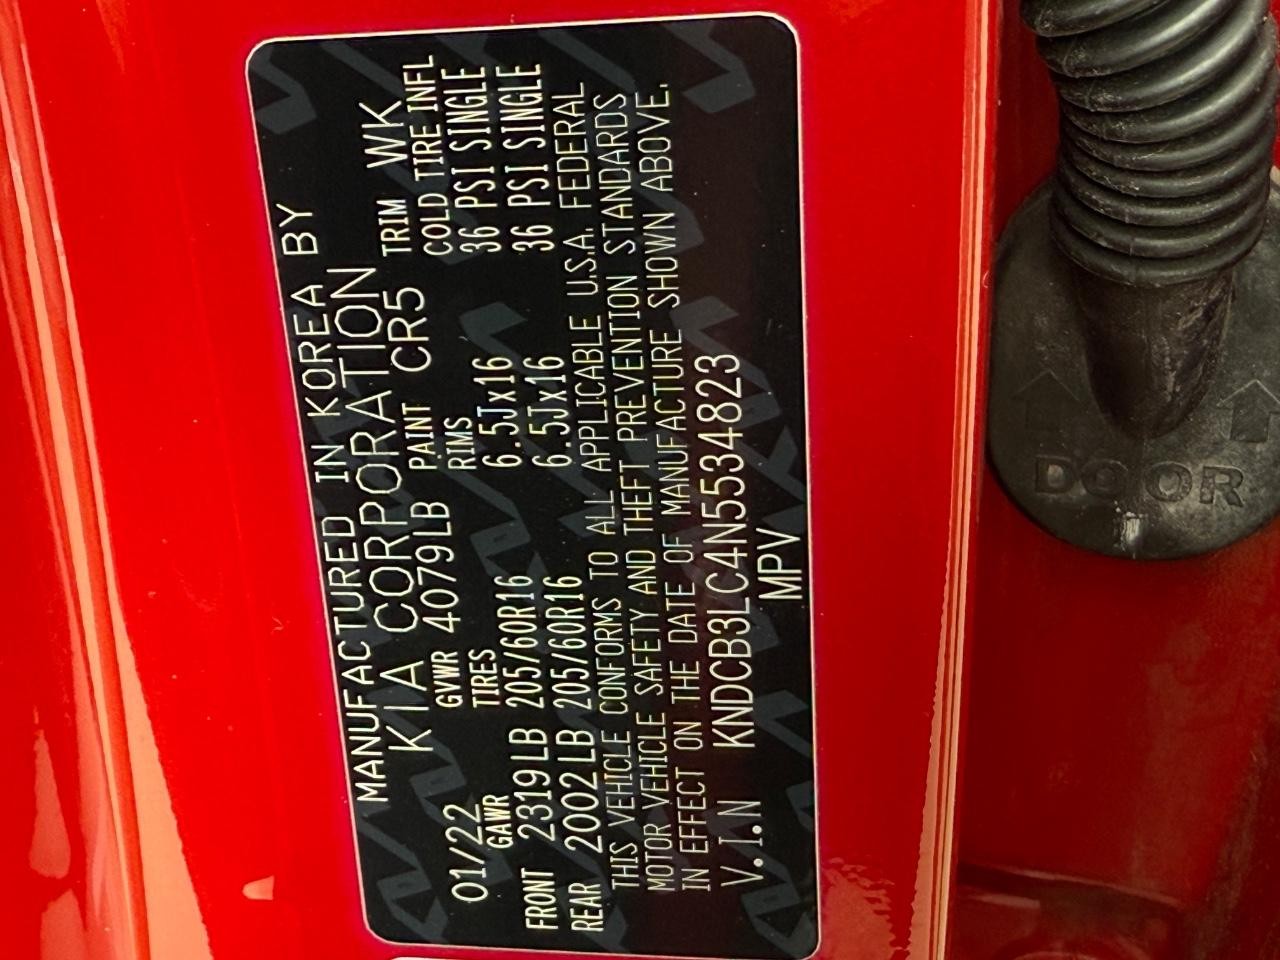 MANUFACTURED IN KOREA BY
KIA CORPORATION
01/22 GVWR 4079LB PAINT CR5 TRIM WK
GAWR TIRES RIMS COLD TIRE INFL
FRONT 2319LB 205/60R16 6.5Jx16 36 PSI SINGLE
REAR 2002LB 205/60R16 6.5Jx16 36 PSI SINGLE
THIS VEHICLE CONFORMS TO ALL APPLICABLE U.S.A. FEDERAL
MOTOR VEHICLE SAFETY AND THEFT PREVENTION STANDARDS
IN EFFECT ON THE DATE OF MANUFACTURE SHOWN ABOVE.
V.I.N KNDCB3LC4N5534823
MPV
DOOR